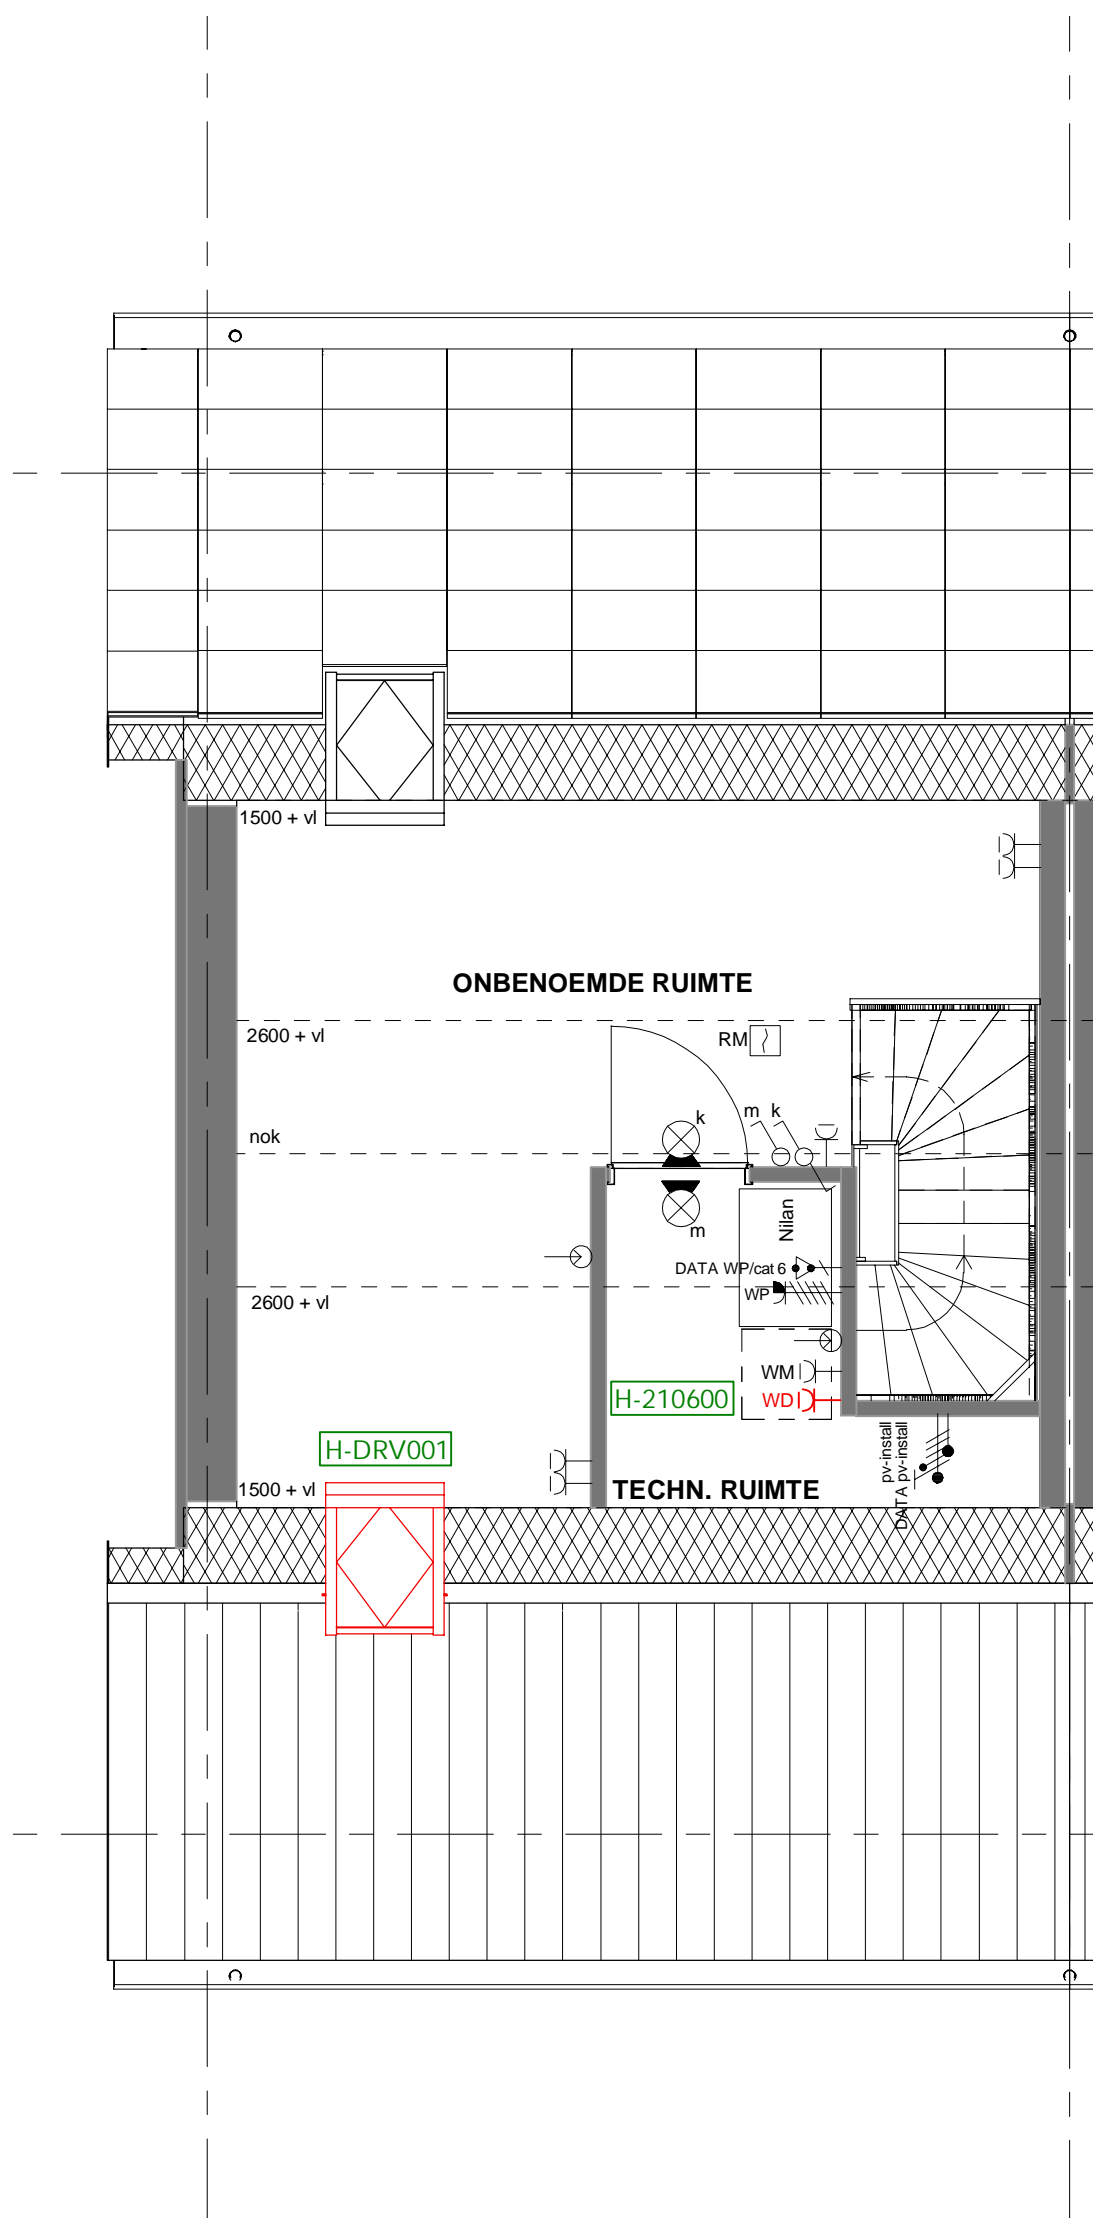 1500 + vl
ONBENOEMDE RUIMTE
2600 + vl
RM
k
m k
nok
m
Nilan
DATA WP/cat 6
WP
2600 + vl
WM
H-210600
WD
H-DRV001
pv-install
DATA pv-install
1500 + vl
TECHN. RUIMTE